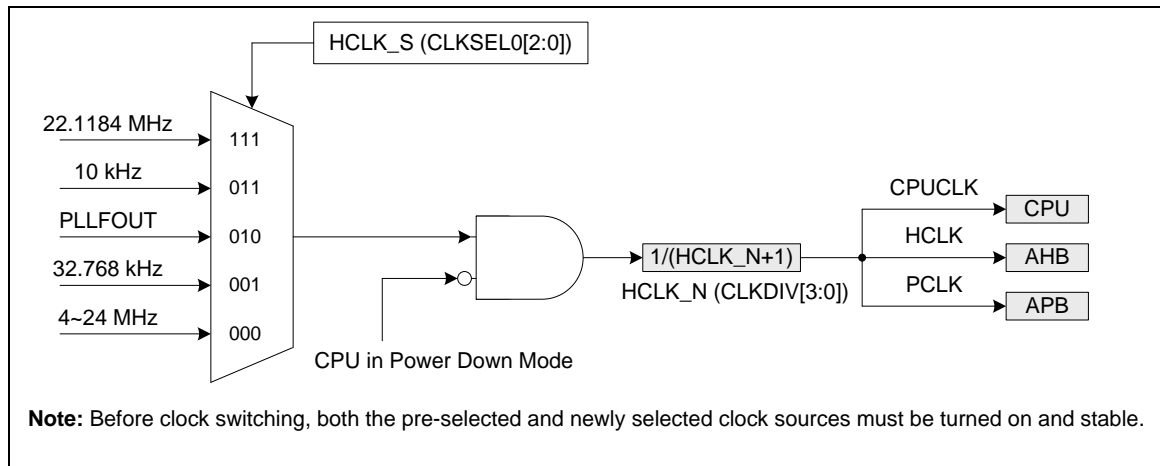 HCLK_S (CLKSEL0[2:0])
22.1184 MHz
111
10 kHz
011
PLLFOUT
010
32.768 kHz
001
4~24 MHz
000
CPU in Power Down Mode
1/(HCLK_N+1)
HCLK_N (CLKDIV[3:0])
CPUCLK
CPU
HCLK
AHB
PCLK
APB
Note: Before clock switching, both the pre-selected and newly selected clock sources must be turned on and stable.